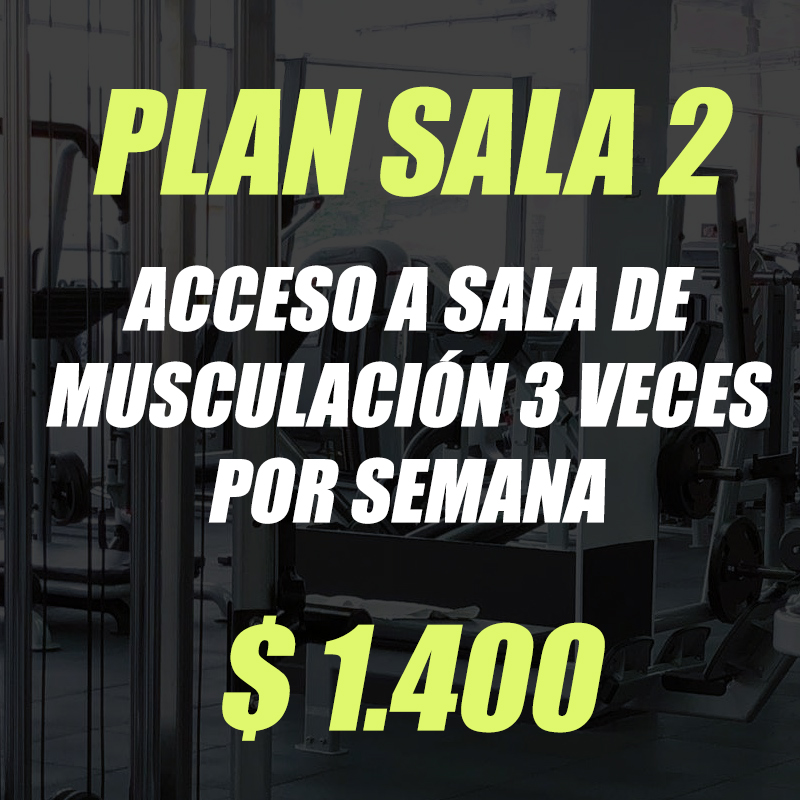 PLAN SALA 2
ACCESO A SALA DE
MUSCULACIÓN 3 VECES
POR SEMANA
$ 1.400